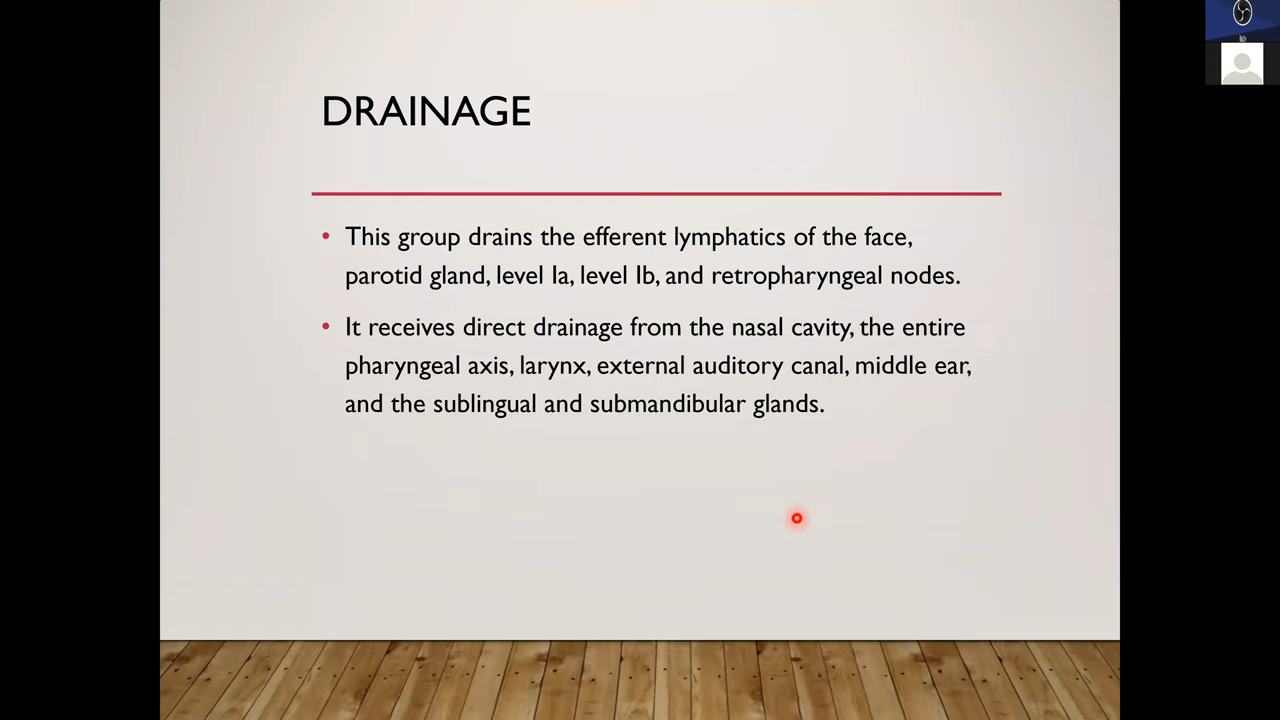 DRAINAGE
• This group drains the efferent lymphatics of the face,
parotid gland, level Ia, level Ib, and retropharyngeal nodes.
• It receives direct drainage from the nasal cavity, the entire
pharyngeal axis, larynx, external auditory canal, middle ear,
and the sublingual and submandibular glands.